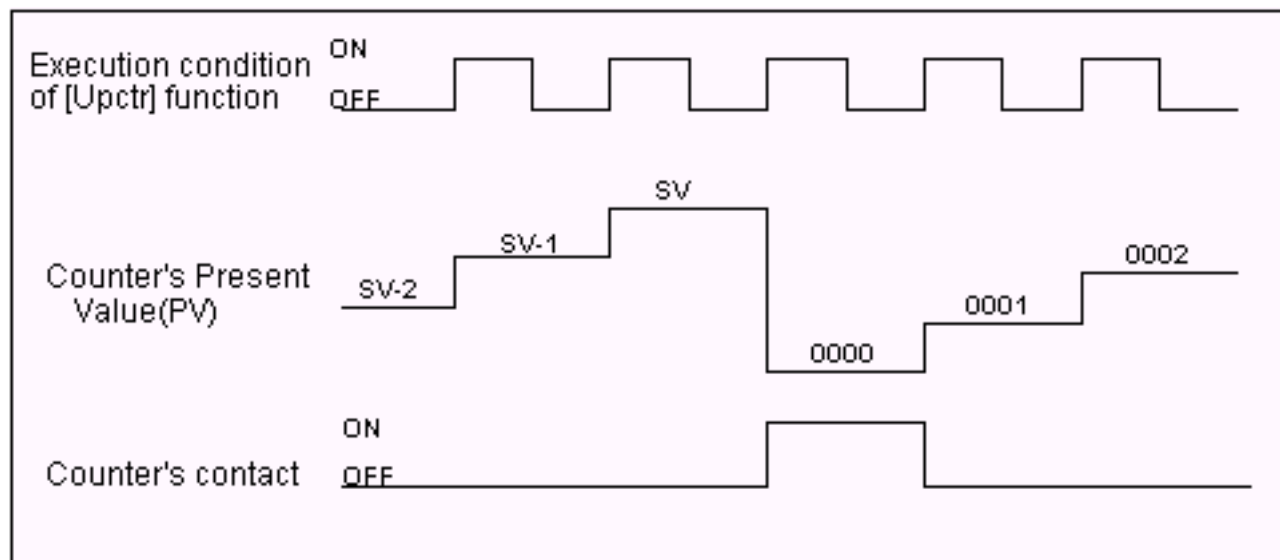 Execution condition
of [Upctr] function
ON
OFF
SV
SV-1
SV-2
Counter's Present
Value(PV)
0002
0001
0000
ON
Counter's contact
OFF